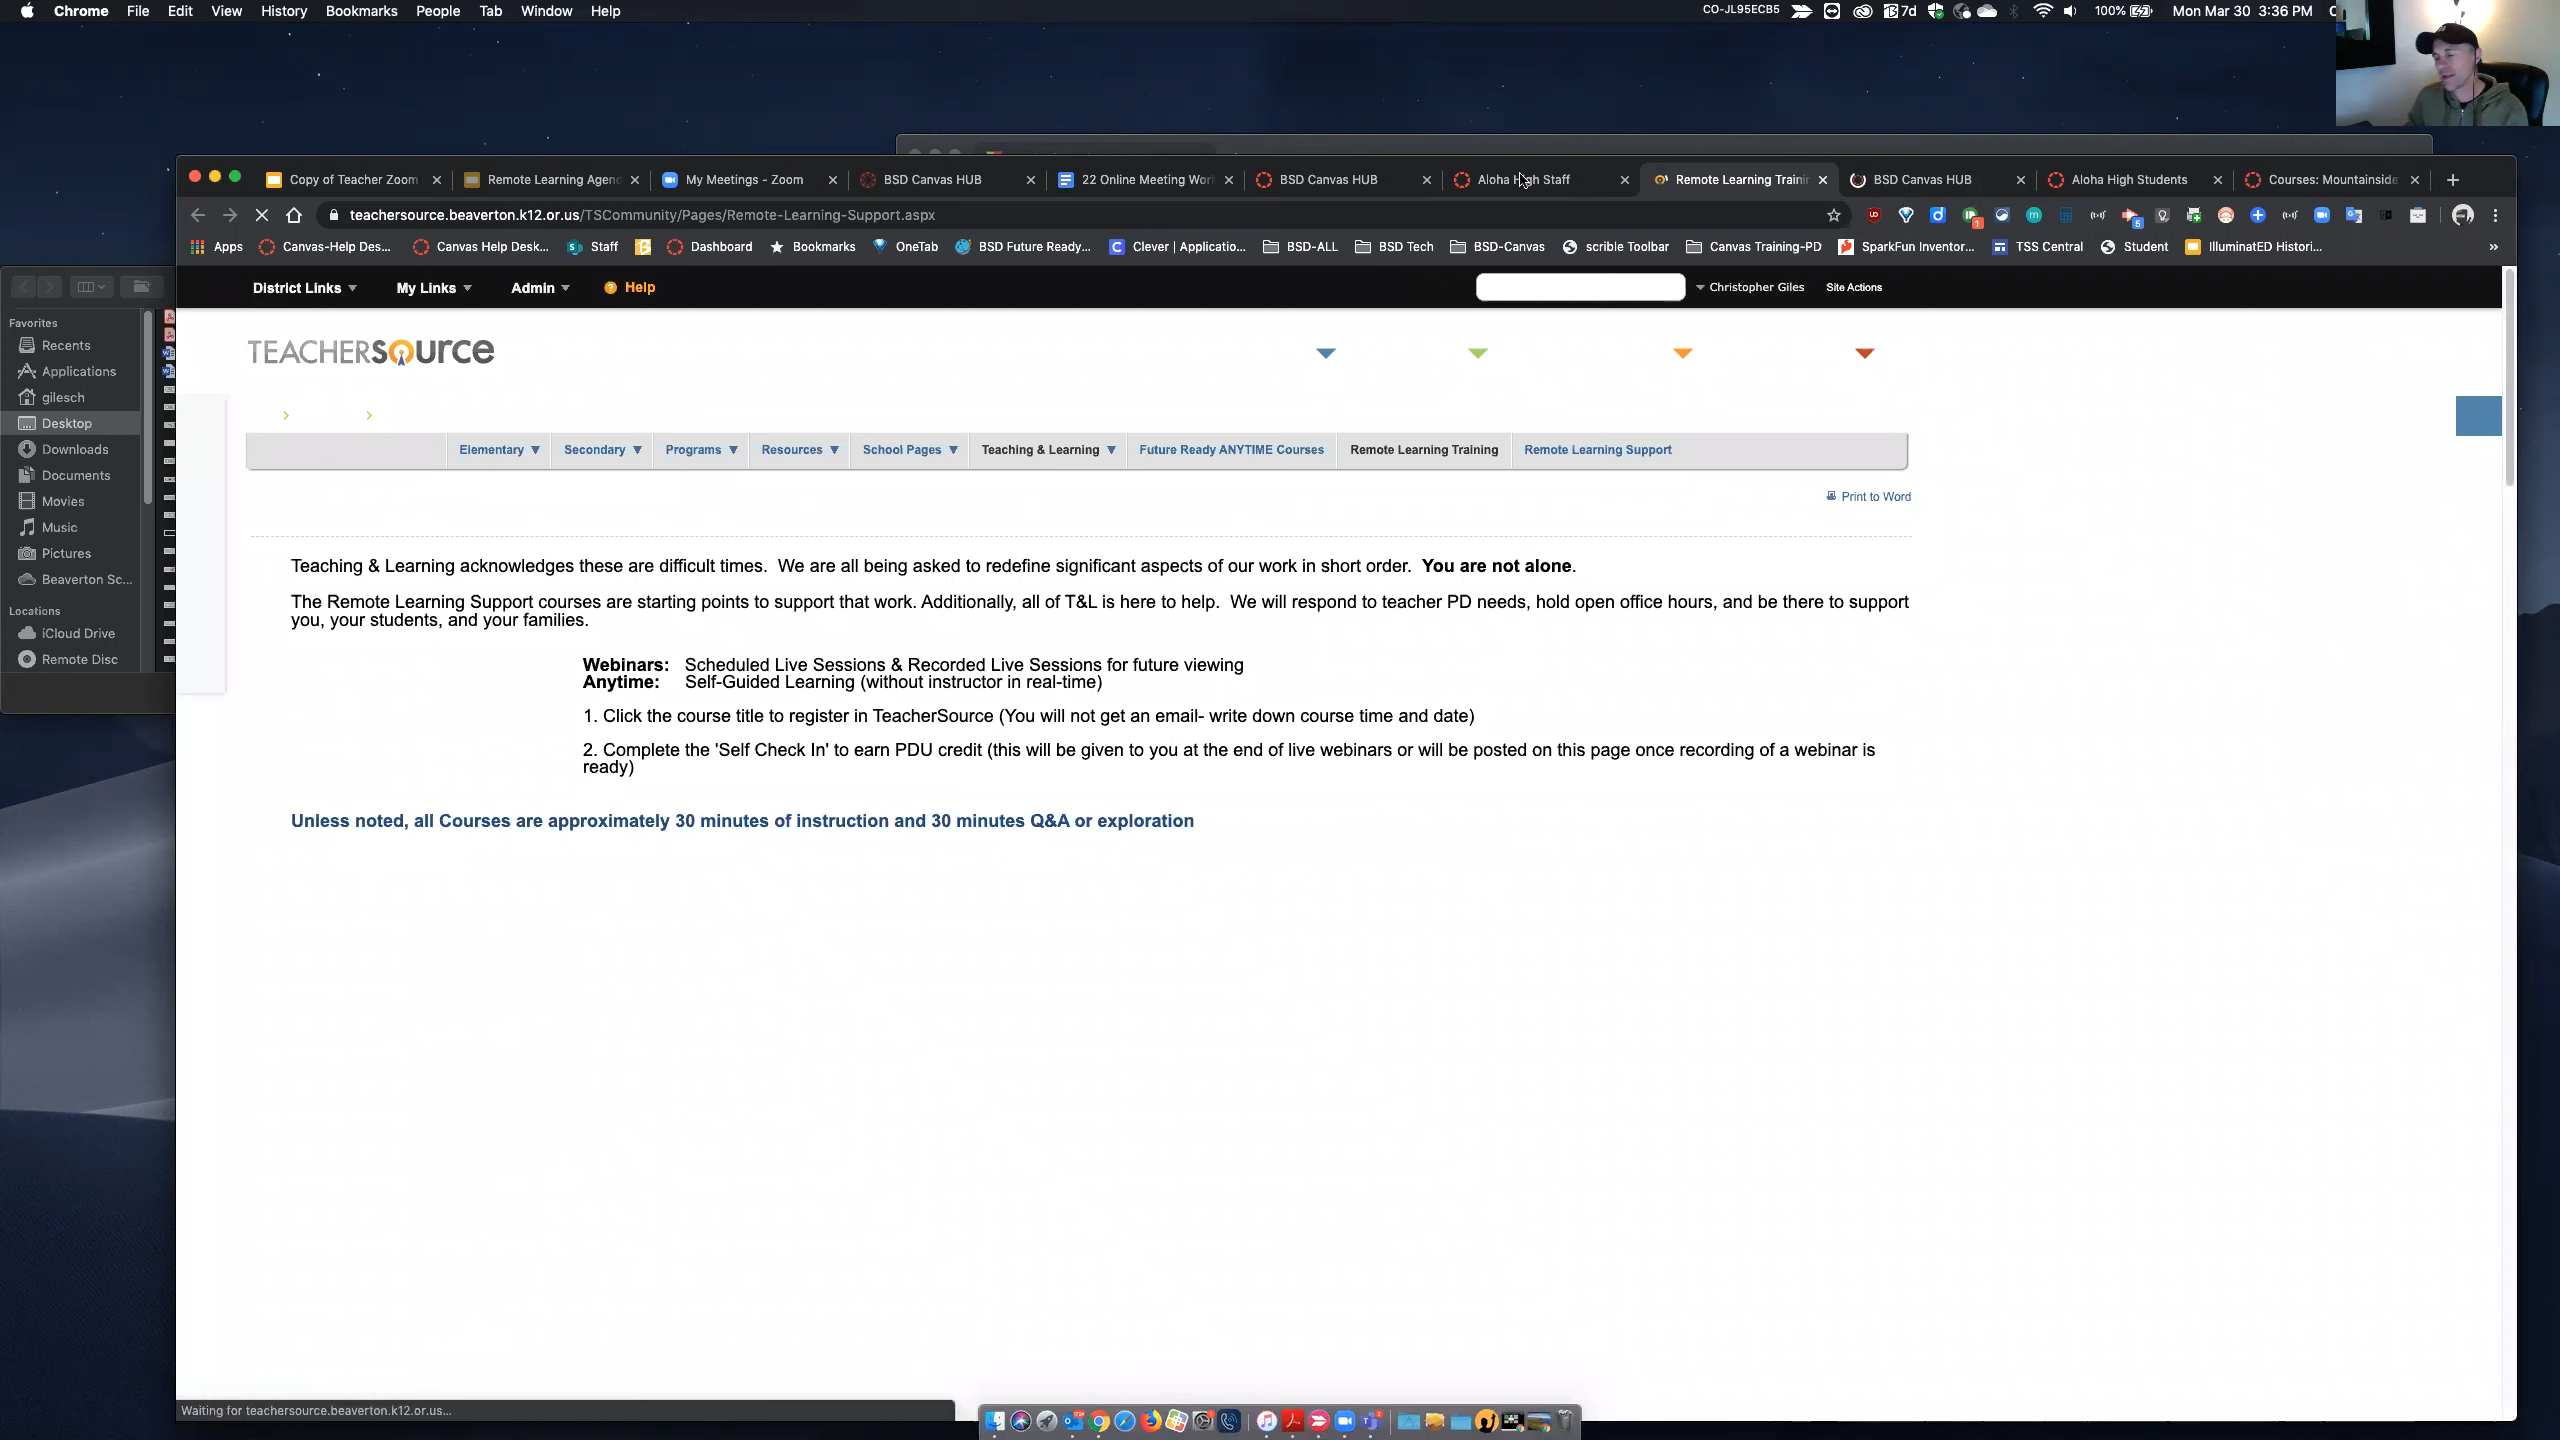 Chrome File Edit View History Bookmarks People Tab Window Help
CO-JL95ECB5 7d 100% Mon Mar 30 3:36 PM
Copy of Teacher Zoom
Remote Learning Agen
My Meetings - Zoom
BSD Canvas HUB
22 Online Meeting Wor
BSD Canvas HUB
Aloha High Staff
Remote Learning Traini
BSD Canvas HUB
Aloha High Students
Courses: Mountainside
teachersource.beaverton.k12.or.us/TSCommunity/Pages/Remote-Learning-Support.aspx
Apps Canvas-Help Des... Canvas Help Desk... Staff Dashboard Bookmarks OneTab BSD Future Ready... Clever | Applicatio... BSD-ALL BSD Tech BSD-Canvas scrible Toolbar Canvas Training-PD SparkFun Inventor... TSS Central Student IlluminatED Histori... »
District Links My Links Admin Help Christopher Giles Site Actions
TEACHERSOURCE
Elementary Secondary Programs Resources School Pages Teaching & Learning Future Ready ANYTIME Courses Remote Learning Training Remote Learning Support
Print to Word
Teaching & Learning acknowledges these are difficult times. We are all being asked to redefine significant aspects of our work in short order. You are not alone.
The Remote Learning Support courses are starting points to support that work. Additionally, all of T&L is here to help. We will respond to teacher PD needs, hold open office hours, and be there to support
you, your students, and your families.
Webinars: Scheduled Live Sessions & Recorded Live Sessions for future viewing
Anytime: Self-Guided Learning (without instructor in real-time)
1. Click the course title to register in TeacherSource (You will not get an email- write down course time and date)
2. Complete the 'Self Check In' to earn PDU credit (this will be given to you at the end of live webinars or will be posted on this page once recording of a webinar is
ready)
Unless noted, all Courses are approximately 30 minutes of instruction and 30 minutes Q&A or exploration
Waiting for teachersource.beaverton.k12.or.us...
Favorites
Recents
Applications
gilesch
Desktop
Downloads
Documents
Movies
Music
Pictures
Beaverton Sc...
Locations
iCloud Drive
Remote Disc